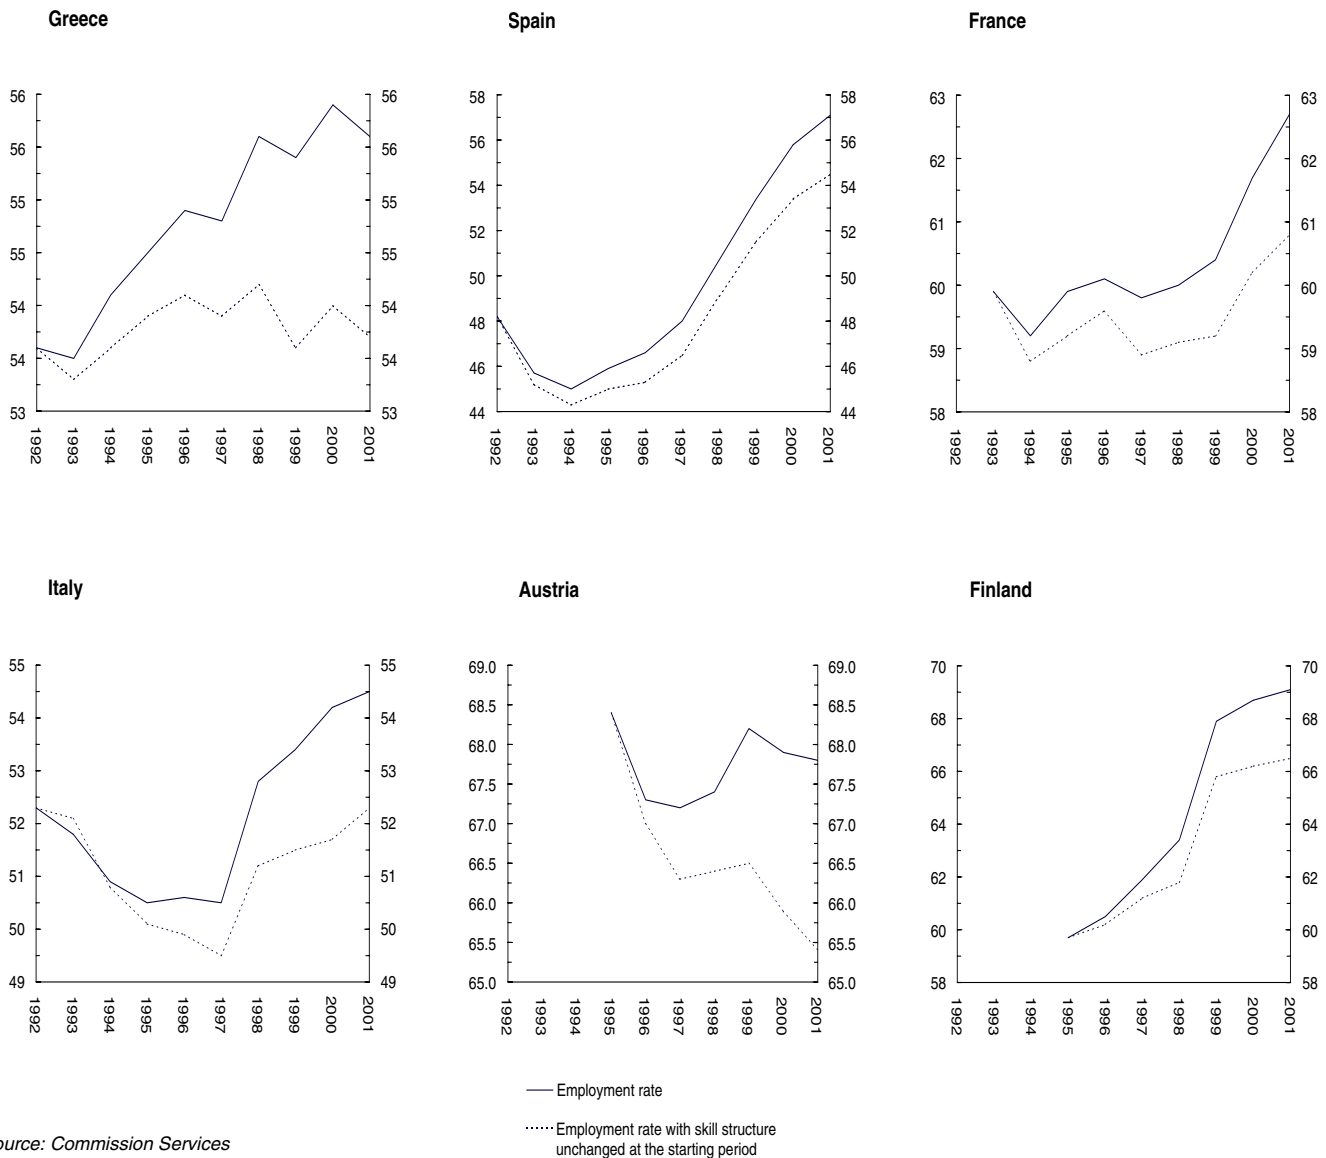 Greece
Spain
France
56 56
56 56
55 55
55 55
54 54
54 54
53 53
1992 1993 1994 1995 1996 1997 1998 1999 2000 2001
58 58
56 56
54 54
52 52
50 50
48 48
46 46
44 44
1992 1993 1994 1995 1996 1997 1998 1999 2000 2001
63 63
62 62
61 61
60 60
59 59
58 58
1992 1993 1994 1995 1996 1997 1998 1999 2000 2001
Italy
Austria
Finland
55 55
54 54
53 53
52 52
51 51
50 50
49 49
1992 1993 1994 1995 1996 1997 1998 1999 2000 2001
69.0 69.0
68.5 68.5
68.0 68.0
67.5 67.5
67.0 67.0
66.5 66.5
66.0 66.0
65.5 65.5
65.0 65.0
1992 1993 1994 1995 1996 1997 1998 1999 2000 2001
70 70
68 68
66 66
64 64
62 62
60 60
58 58
1992 1993 1994 1995 1996 1997 1998 1999 2000 2001
Employment rate
Employment rate with skill structure
unchanged at the starting period
ource: Commission Services